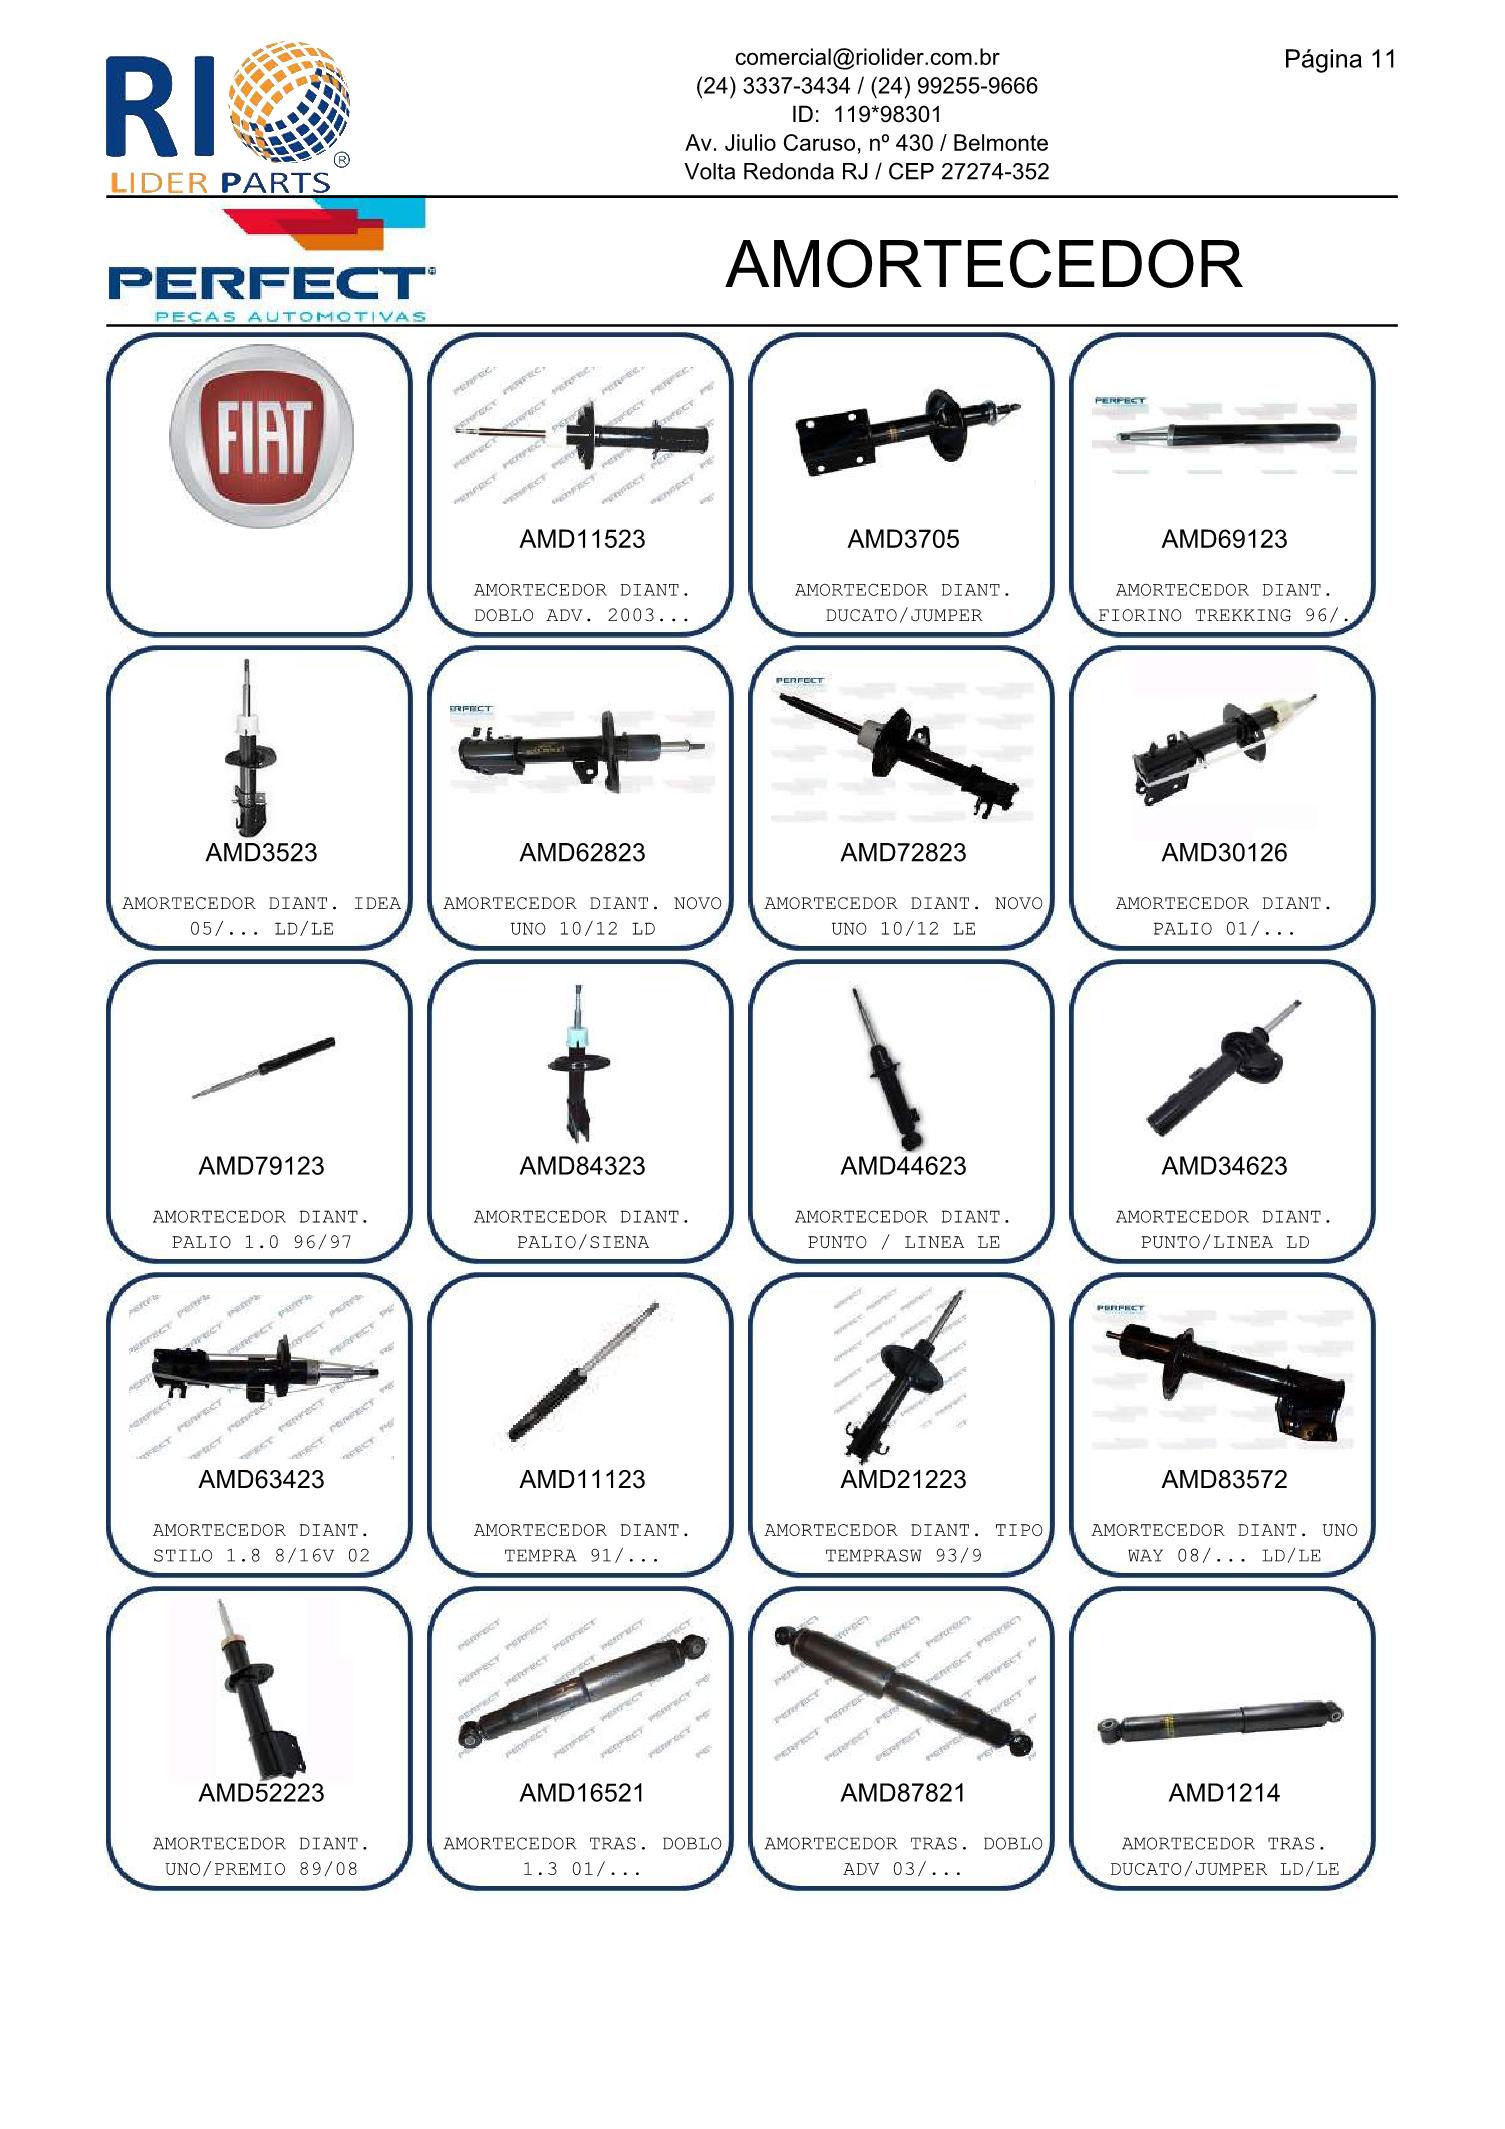 RIO
LIDER PARTS
®
comercial@riolider.com.br
(24) 3337-3434 / (24) 99255-9666
ID: 119*98301
Av. Jiulio Caruso, nº 430 / Belmonte
Volta Redonda RJ / CEP 27274-352
Página 11
PERFECT
PEÇAS AUTOMOTIVAS
AMORTECEDOR
FIAT
AMD11523
AMORTECEDOR DIANT.
DOBLO ADV. 2003...
AMD3705
AMORTECEDOR DIANT.
DUCATO/JUMPER
PERFECT
AMD69123
AMORTECEDOR DIANT.
FIORINO TREKKING 96/.
AMD3523
AMORTECEDOR DIANT. IDEA
05/... LD/LE
ERFECT
AMD62823
AMORTECEDOR DIANT. NOVO
UNO 10/12 LD
PERFECT
AMD72823
AMORTECEDOR DIANT. NOVO
UNO 10/12 LE
AMD30126
AMORTECEDOR DIANT.
PALIO 01/...
AMD79123
AMORTECEDOR DIANT.
PALIO 1.0 96/97
AMD84323
AMORTECEDOR DIANT.
PALIO/SIENA
AMD44623
AMORTECEDOR DIANT.
PUNTO / LINEA LE
AMD34623
AMORTECEDOR DIANT.
PUNTO/LINEA LD
AMD63423
AMORTECEDOR DIANT.
STILO 1.8 8/16V 02
AMD11123
AMORTECEDOR DIANT.
TEMPRA 91/...
AMD21223
AMORTECEDOR DIANT. TIPO
TEMPRASW 93/9
PERFECT
AMD83572
AMORTECEDOR DIANT. UNO
WAY 08/... LD/LE
AMD52223
AMORTECEDOR DIANT.
UNO/PREMIO 89/08
AMD16521
AMORTECEDOR TRAS. DOBLO
1.3 01/...
AMD87821
AMORTECEDOR TRAS. DOBLO
ADV 03/...
AMD1214
AMORTECEDOR TRAS.
DUCATO/JUMPER LD/LE